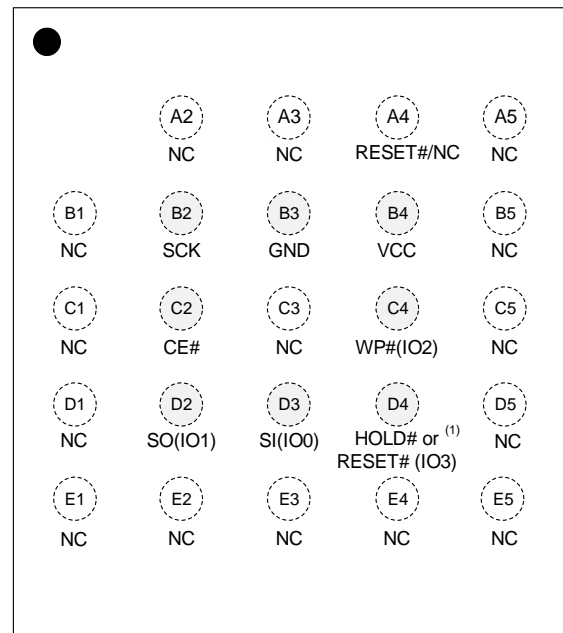 A2 A3 A4 A5
NC NC RESET#/NC NC
B1 B2 B3 B4 B5
NC SCK GND VCC NC
C1 C2 C3 C4 C5
NC CE# NC WP#(IO2) NC
D1 D2 D3 D4 D5
NC SO(IO1) SI(IO0) HOLD# or (1) NC
RESET# (IO3)
E1 E2 E3 E4 E5
NC NC NC NC NC